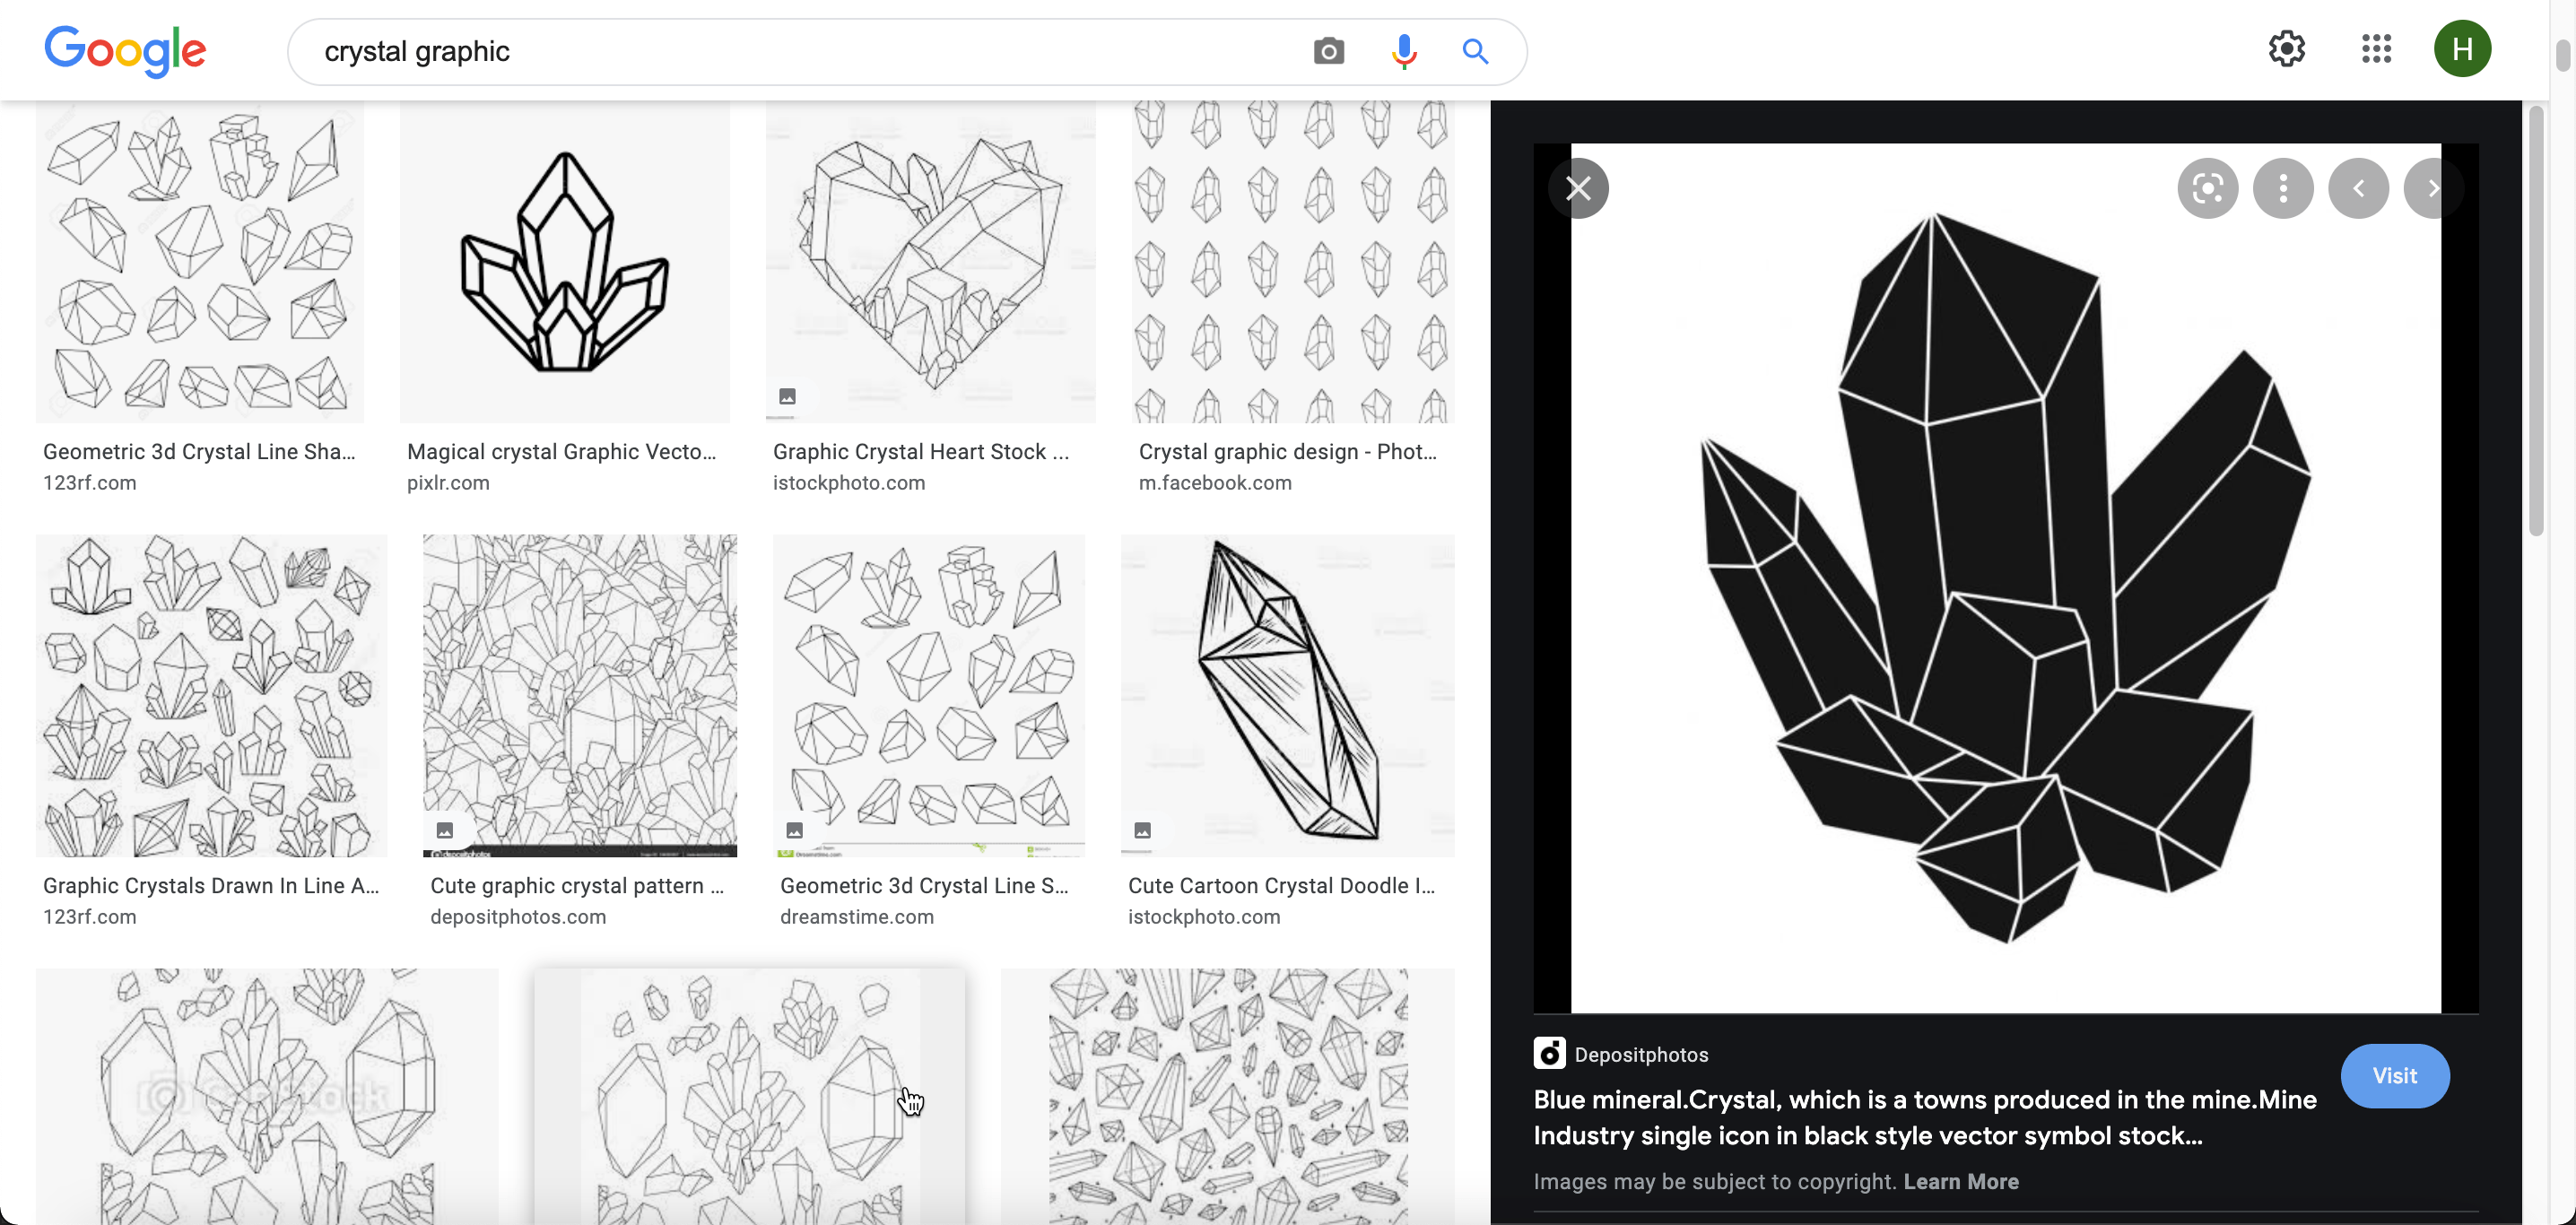 Google
crystal graphic
H
Geometric 3d Crystal Line Sha...
123rf.com
Magical crystal Graphic Vecto...
pixlr.com
Graphic Crystal Heart Stock ...
istockphoto.com
Crystal graphic design - Phot...
m.facebook.com
Graphic Crystals Drawn In Line A...
123rf.com
Cute graphic crystal pattern ...
depositphotos.com
Geometric 3d Crystal Line S...
dreamstime.com
Cute Cartoon Crystal Doodle I...
istockphoto.com
Depositphotos
Visit
Blue mineral.Crystal, which is a towns produced in the mine.Mine
Industry single icon in black style vector symbol stock...
Images may be subject to copyright. Learn More